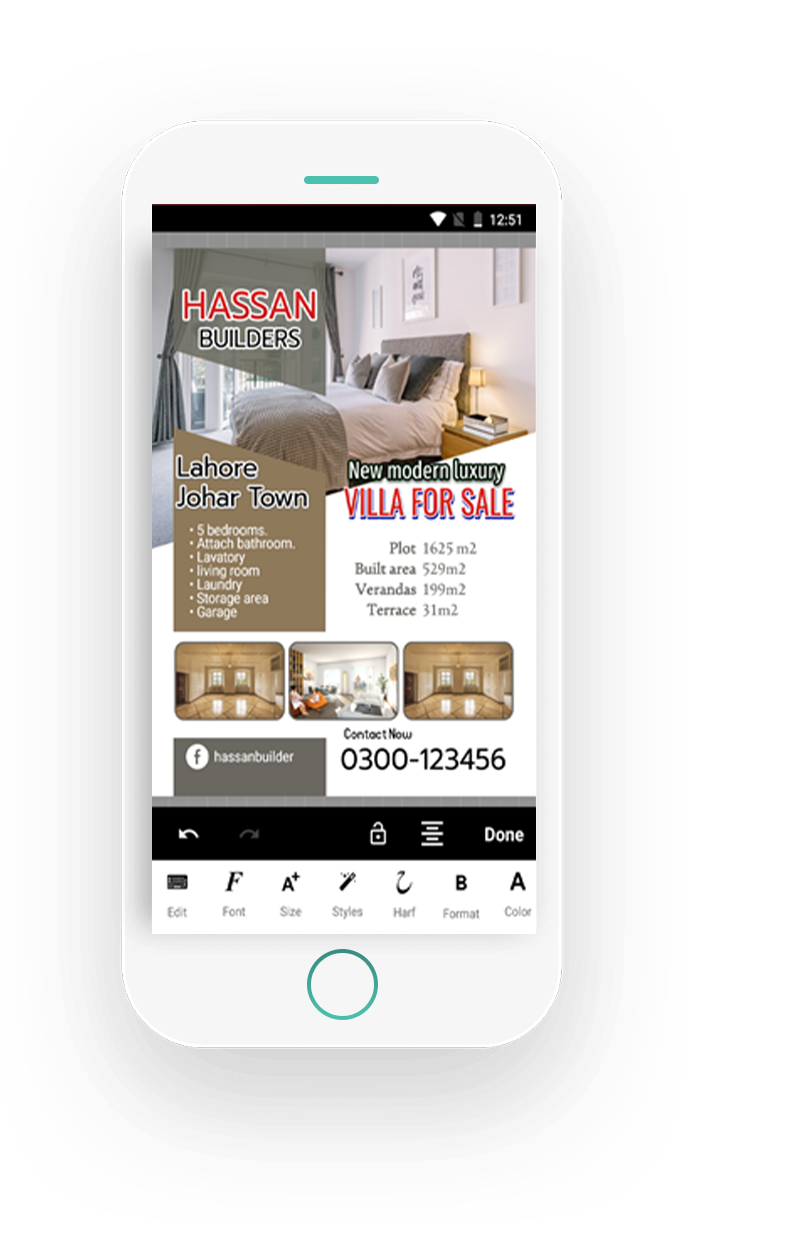 12:51
HASSAN
BUILDERS
Lahore
Johar Town
• 5 bedrooms.
• Attach bathroom.
• Lavatory
• living room
• Laundry
• Storage area
• Garage
New modern luxury
VILLA FOR SALE
Plot 1625 m2
Built area 529m2
Verandas 199m2
Terrace 31m2
f hassanbuilder
Contact Now
0300-123456
Done
Edit Font Size Styles Harf Format Color